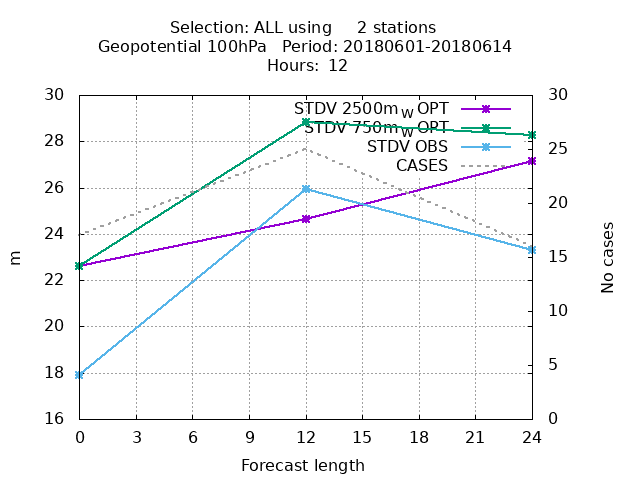 Selection: ALL using     2 stations
Geopotential 100hPa   Period: 20180601-20180614
Hours: 12
30
28
26
24
22
20
18
16
30
25
20
15
10
5
0
STDV 2500m W OPT
STDV 750m W OPT
STDV OBS
CASES
m
No cases
0 3 6 9 12 15 18 21 24
Forecast length